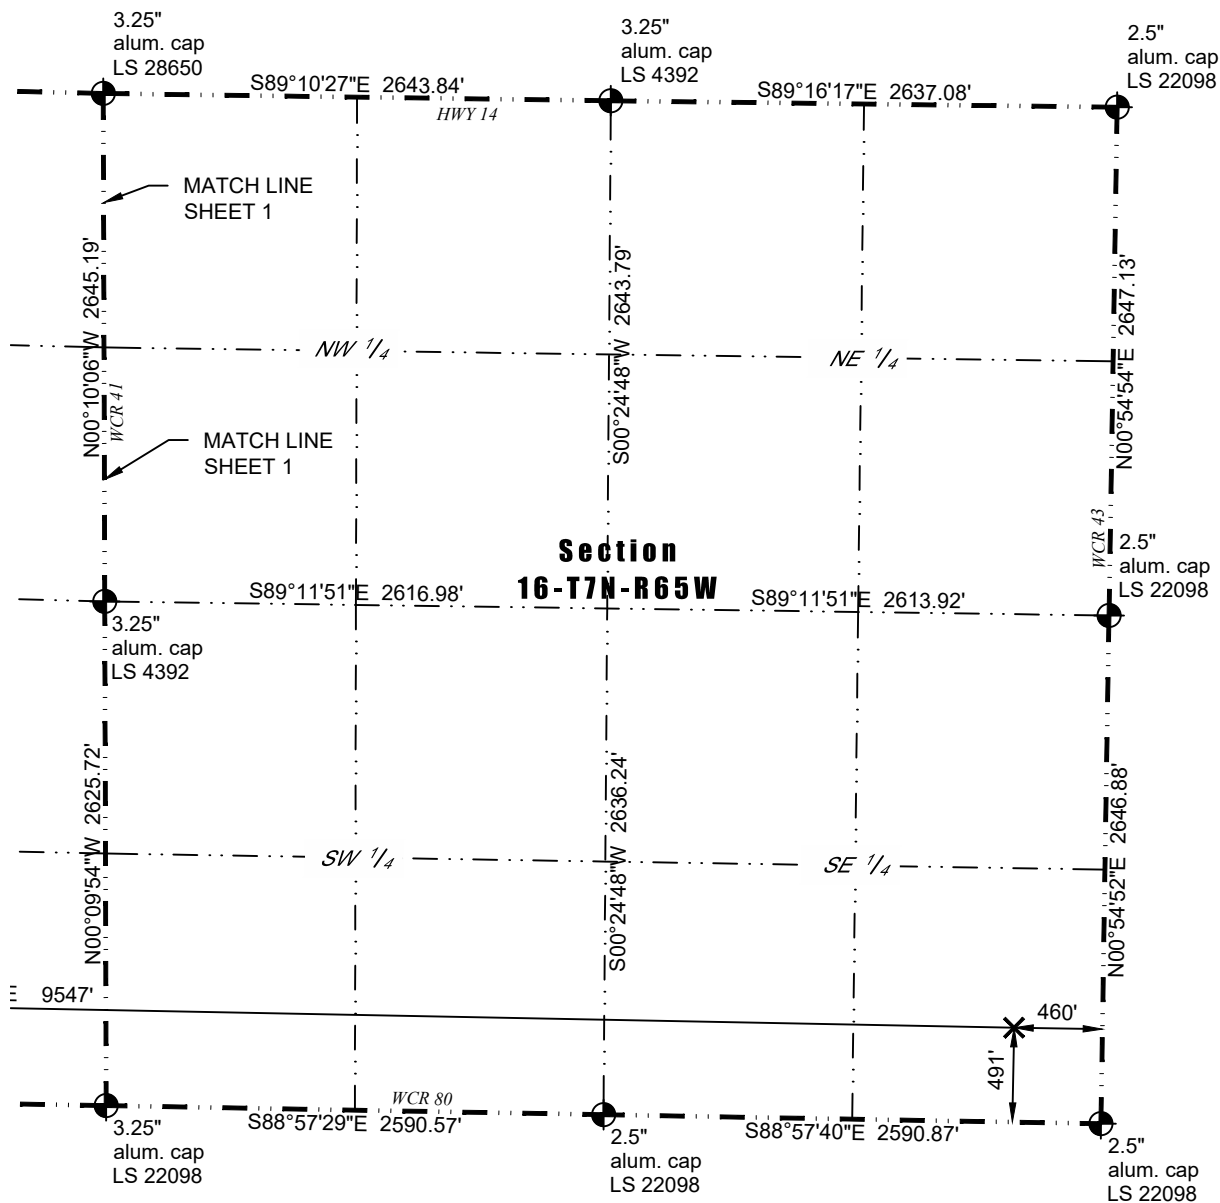 3.25"
alum. cap
LS 28650
3.25"
alum. cap
LS 4392
2.5"
alum. cap
LS 22098
S89°10'27"E 2643.84'
S89°16'17"E 2637.08'
HWY 14
MATCH LINE
SHEET 1
N00°10'06"W 2645.19'
WCR 41
S00°24'48"W 2643.79'
N00°54'54"E 2647.13'
NW 1/4
NE 1/4
MATCH LINE
SHEET 1
WCR 43
Section
16-T7N-R65W
2.5"
alum. cap
LS 22098
S89°11'51"E 2616.98'
S89°11'51"E 2613.92'
3.25"
alum. cap
LS 4392
N00°09'54"W 2625.72'
S00°24'48"W 2636.24'
N00°54'52"E 2646.88'
SW 1/4
SE 1/4
E 9547'
460'
491'
WCR 80
S88°57'29"E 2590.57'
S88°57'40"E 2590.87'
3.25"
alum. cap
LS 22098
2.5"
alum. cap
LS 22098
2.5"
alum. cap
LS 22098